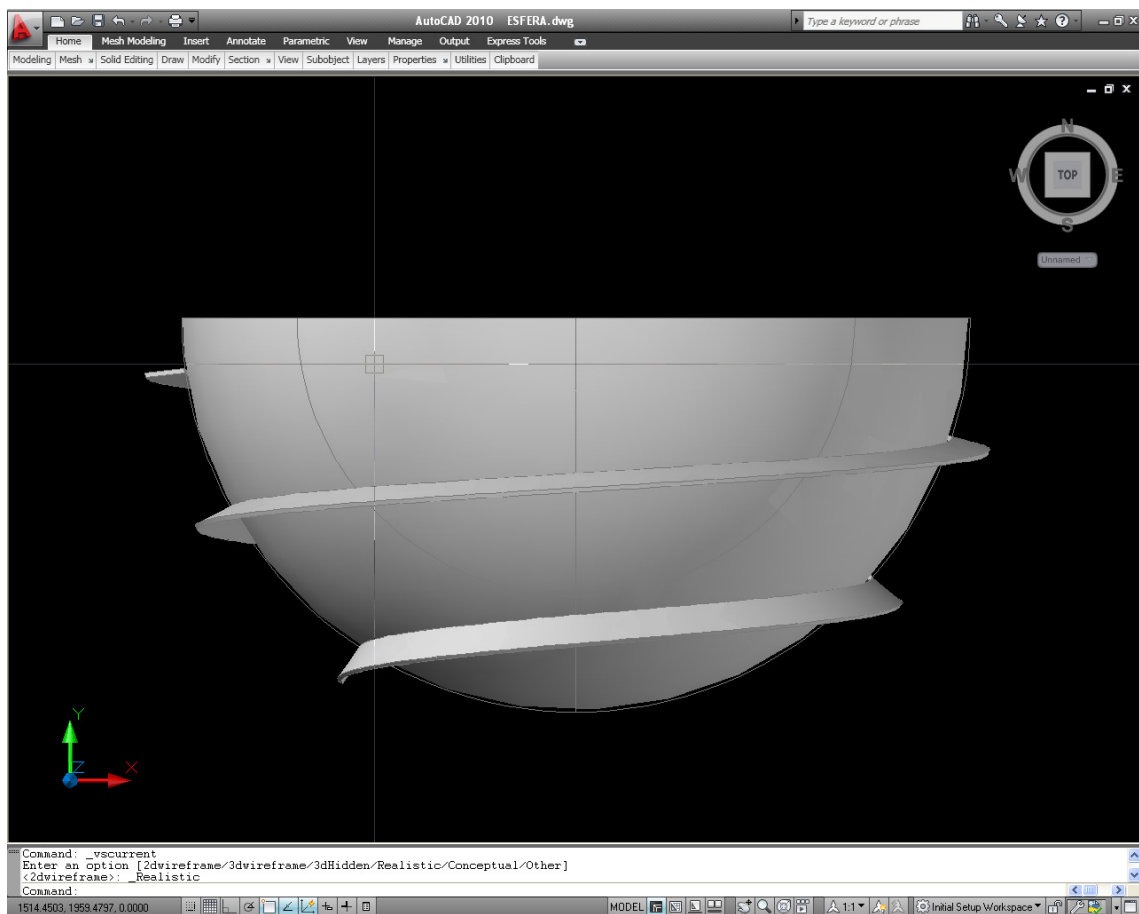 AutoCAD 2010 ESFERA.dwg
Type a keyword or phrase
Home Mesh Modeling Insert Annotate Parametric View Manage Output Express Tools
Modeling Mesh Solid Editing Draw Modify Section View Subobject Layers Properties Utilities Clipboard
N
W TOP E
S
Unnamed
Y
Z X
Command: _vscurrent
Enter an option [2dwireframe/3dwireframe/3dHidden/Realistic/Conceptual/Other]
<2dwireframe>: _Realistic
Command:
1514.4503, 1959.4797, 0.0000 MODEL 1:1 Initial Setup Workspace